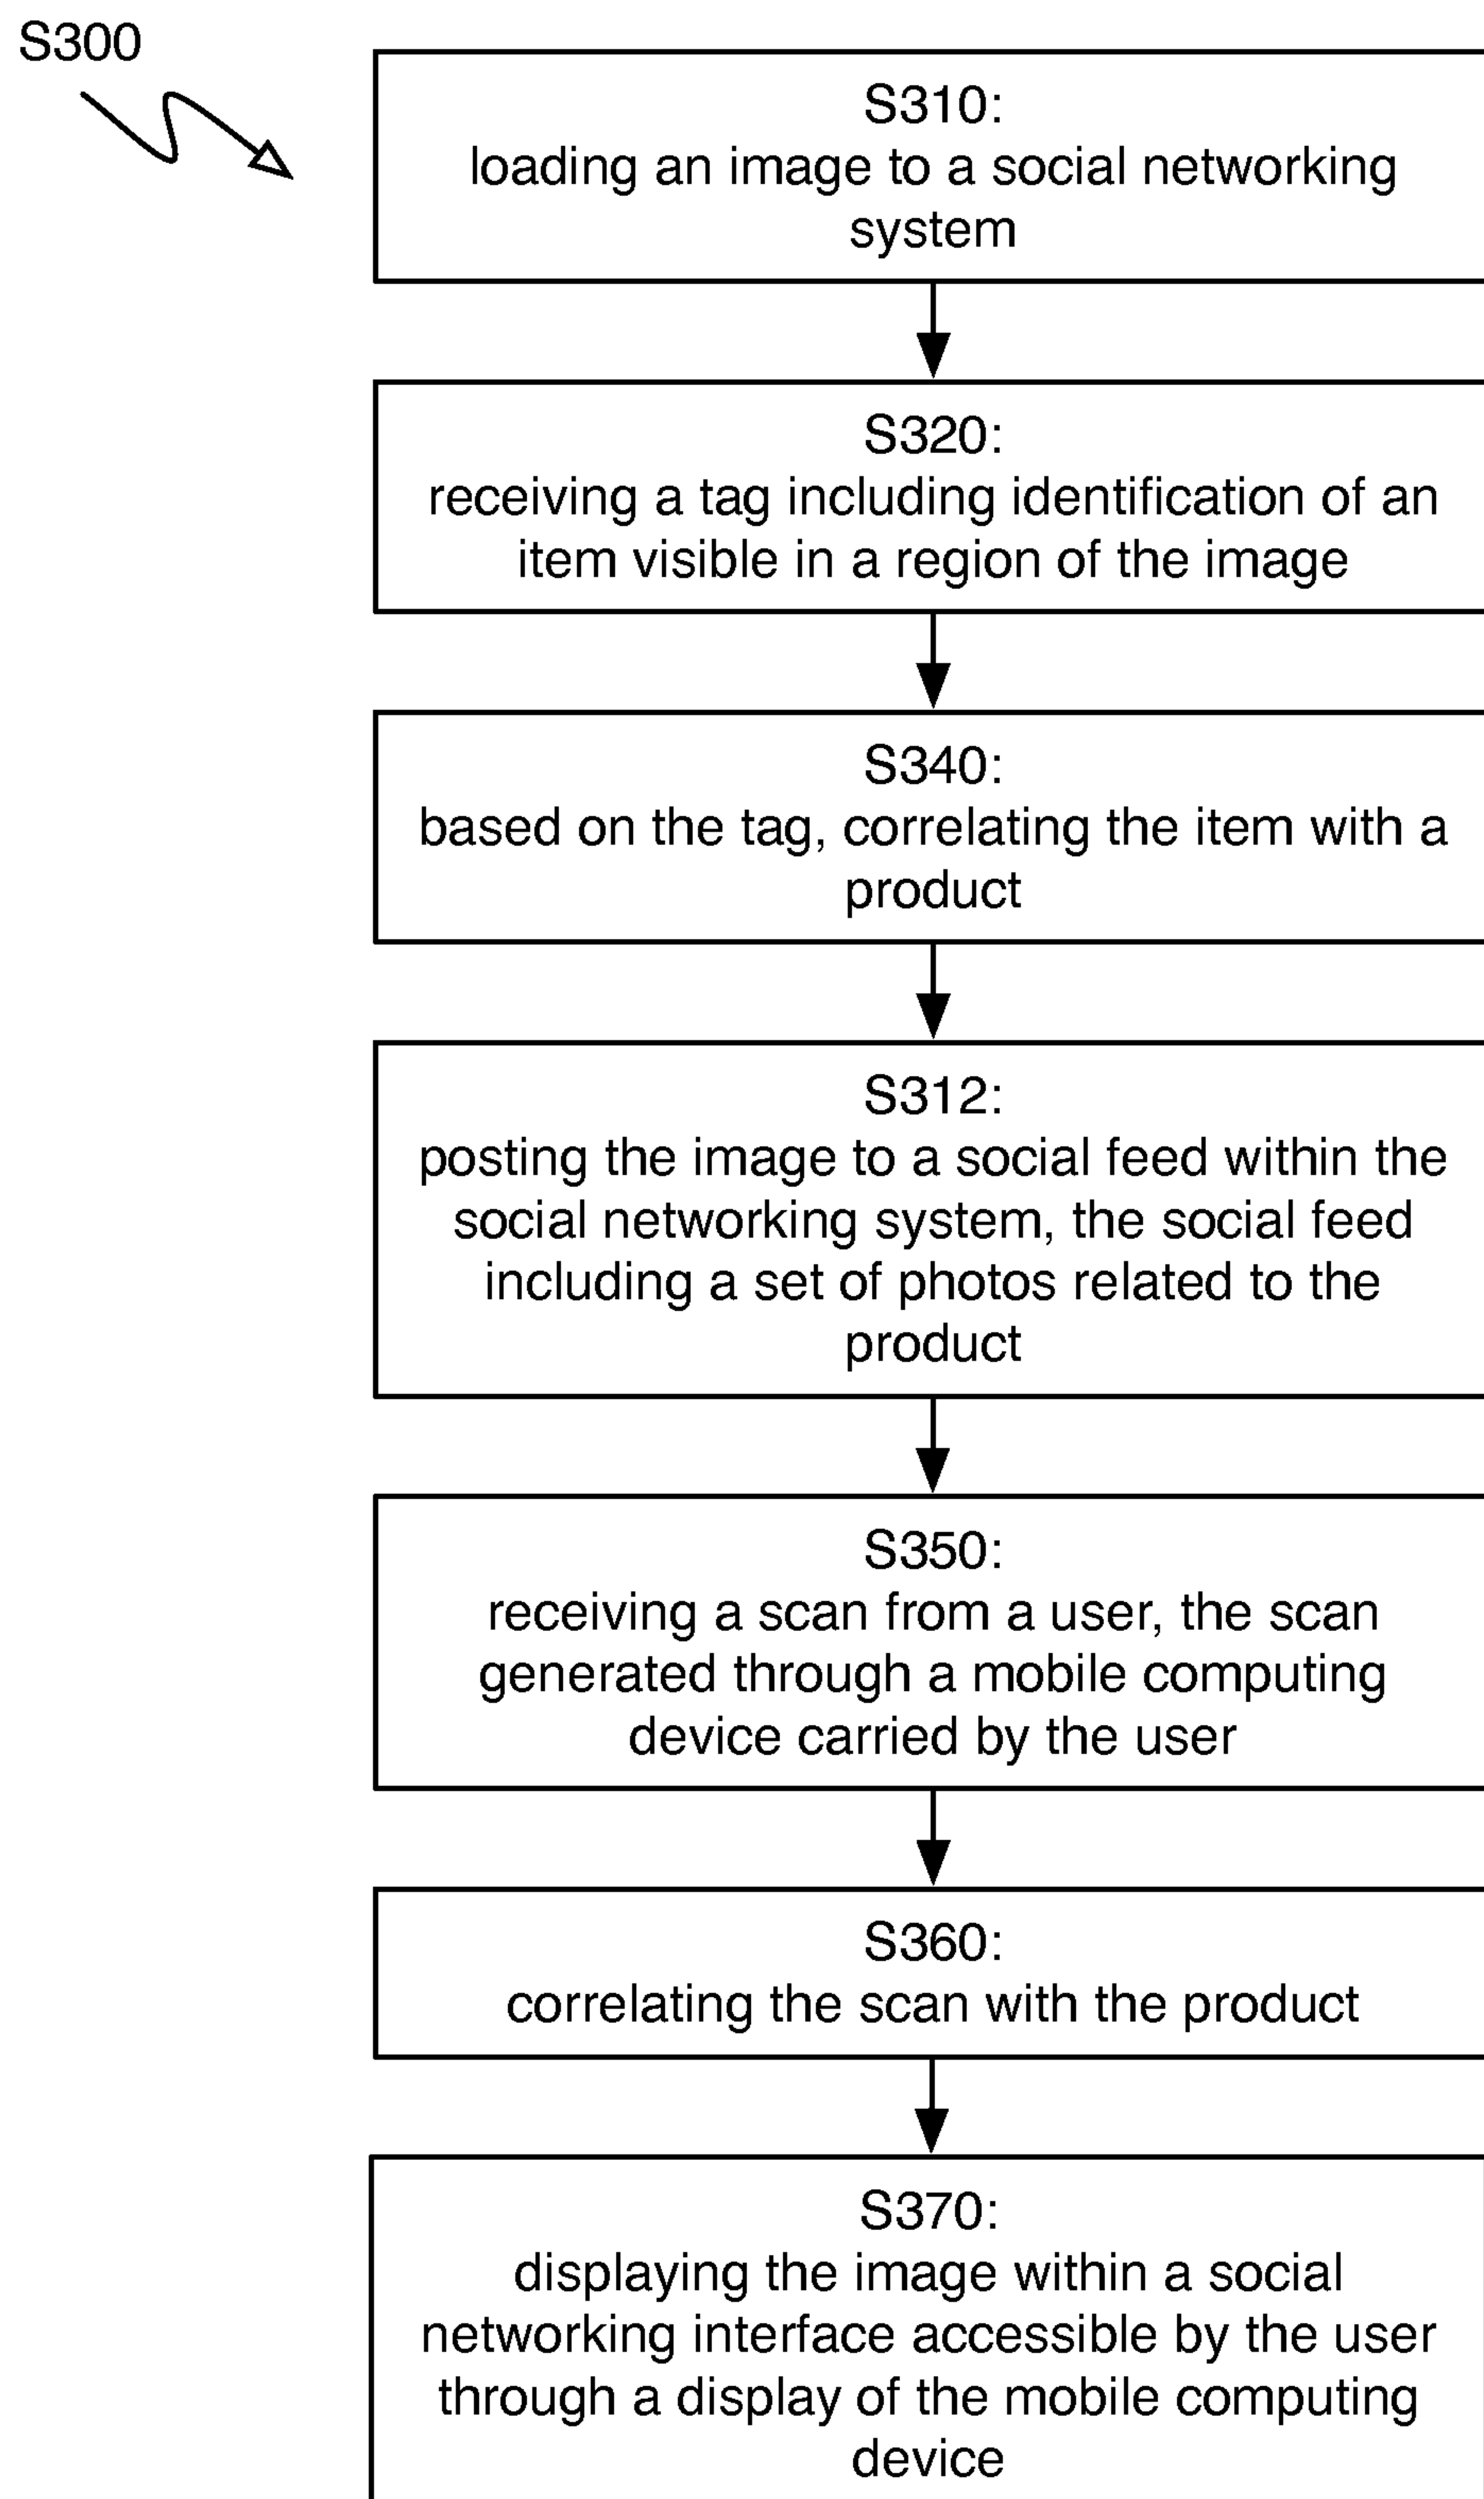 S300
S310:
loading an image to a social networking
system
S320:
receiving a tag including identification of an
item visible in a region of the image
S340:
based on the tag, correlating the item with a
product
S312:
posting the image to a social feed within the
social networking system, the social feed
including a set of photos related to the
product
S350:
receiving a scan from a user, the scan
generated through a mobile computing
device carried by the user
S360:
correlating the scan with the product
S370:
displaying the image within a social
networking interface accessible by the user
through a display of the mobile computing
device